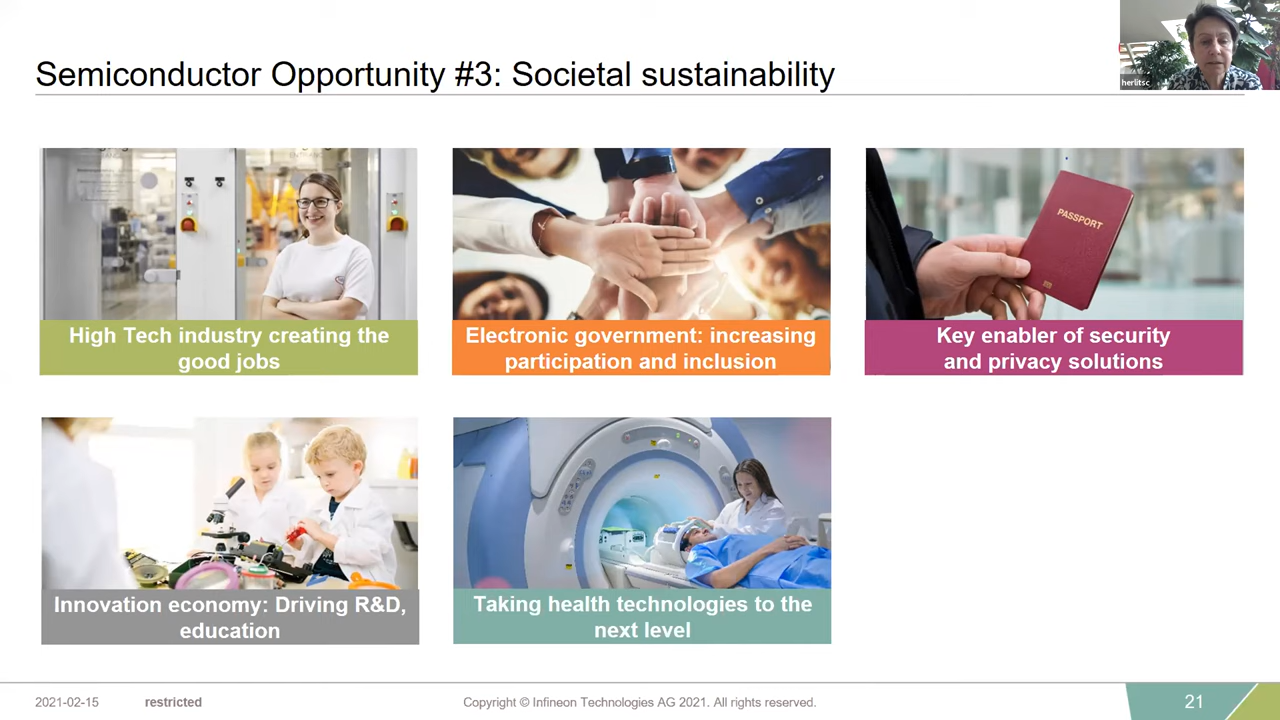 Semiconductor Opportunity #3: Societal sustainability
herlitsc
PASSPORT
High Tech industry creating the
good jobs
Electronic government: increasing
participation and inclusion
Key enabler of security
and privacy solutions
Innovation economy: Driving R&D,
education
Taking health technologies to the
next level
2021-02-15
restricted
Copyright © Infineon Technologies AG 2021. All rights reserved.
21